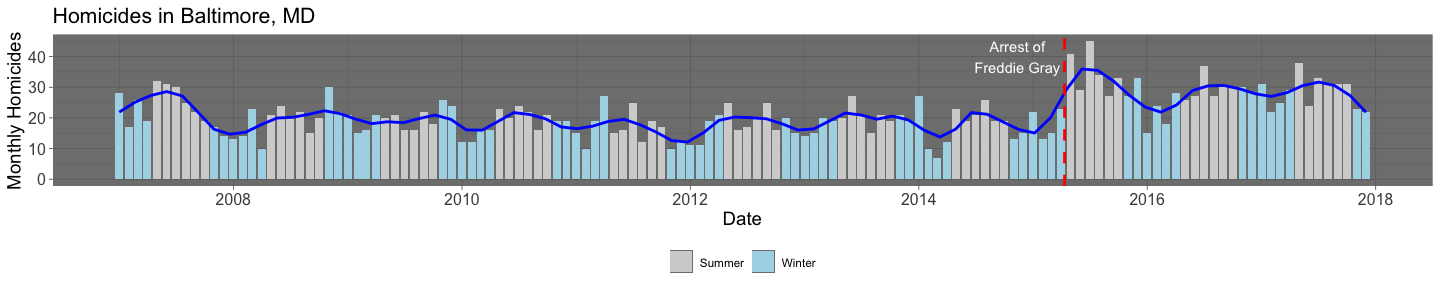 Homicides in Baltimore, MD
Monthly Homicides
40
30
20
10
0
Arrest of
Freddie Gray
2008
2010
2012
2014
2016
2018
Date
Summer
Winter